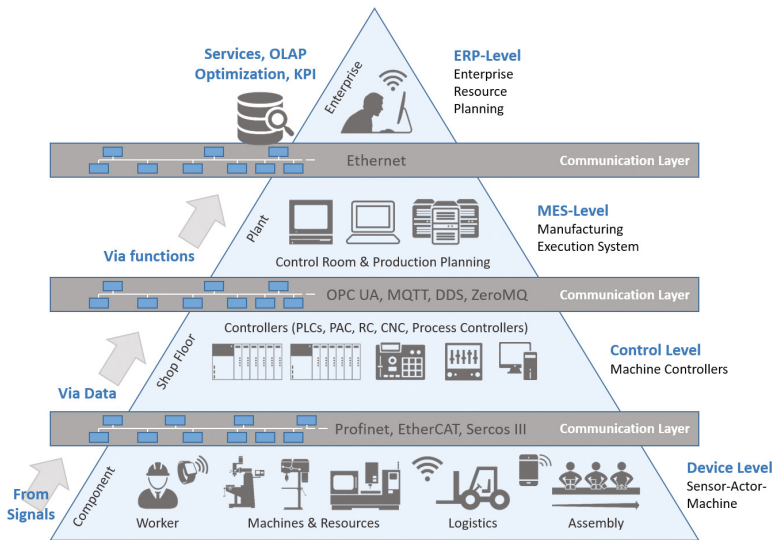 Services, OLAP
Optimization, KPI
Enterprise
ERP-Level
Enterprise
Resource
Planning
Ethernet
Communication Layer
Via functions
Plant
MES-Level
Manufacturing
Execution System
Control Room & Production Planning
OPC UA, MQTT, DDS, ZeroMQ
Communication Layer
Via Data
Shop Floor
Controllers (PLCs, PAC, RC, CNC, Process Controllers)
Control Level
Machine Controllers
Profinet, EtherCAT, Sercos III
Communication Layer
From
Signals
Component
Device Level
Sensor-Actor-
Machine
Worker
Machines & Resources
Logistics
Assembly